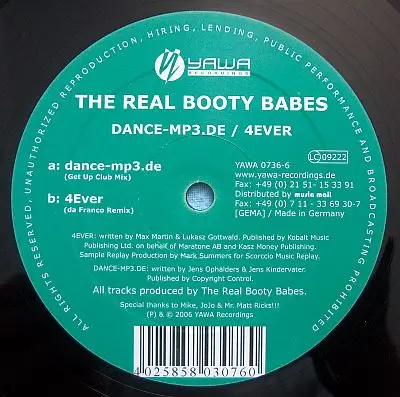 UNAUTHORIZED REPRODUCTION, HIRING, LENDING, PUBLIC PERFORMANCE AND BROADCASTING PROHIBITED
ALL RIGHTS RESERVED,
YAWA
RECORDINGS
THE REAL BOOTY BABES
DANCE-MP3.DE / 4EVER
a: dance-mp3.de
(Get Up Club Mix)
b: 4Ever
(da Franco Remix)
YAWA 0736-6
LC 09222
www.yawa-recordings.de
Fax: +49 (0) 21 51- 15 33 91
Distributed by muria mail
Fax: +49 (0) 7 11 - 33 69 30-7
[GEMA] / Made in Germany
4EVER: written by Max Martin & Lukasz Gottwald. Published by Kobalt Music
Publishing Ltd. on behalf of Maratone AB and Kasz Money Publishing.
Sample Replay Production by Mark Summers for Scorccio Music Replay.
DANCE-MP3.DE: written by Jens Ophälders & Jens Kindervater.
Published by Copyright Control.
All tracks produced by The Real Booty Babes.
Special thanks to Mike, JoJo & Mr. Matt Ricks!!!
(P) & © 2006 YAWA Recordings
4 025858 030760